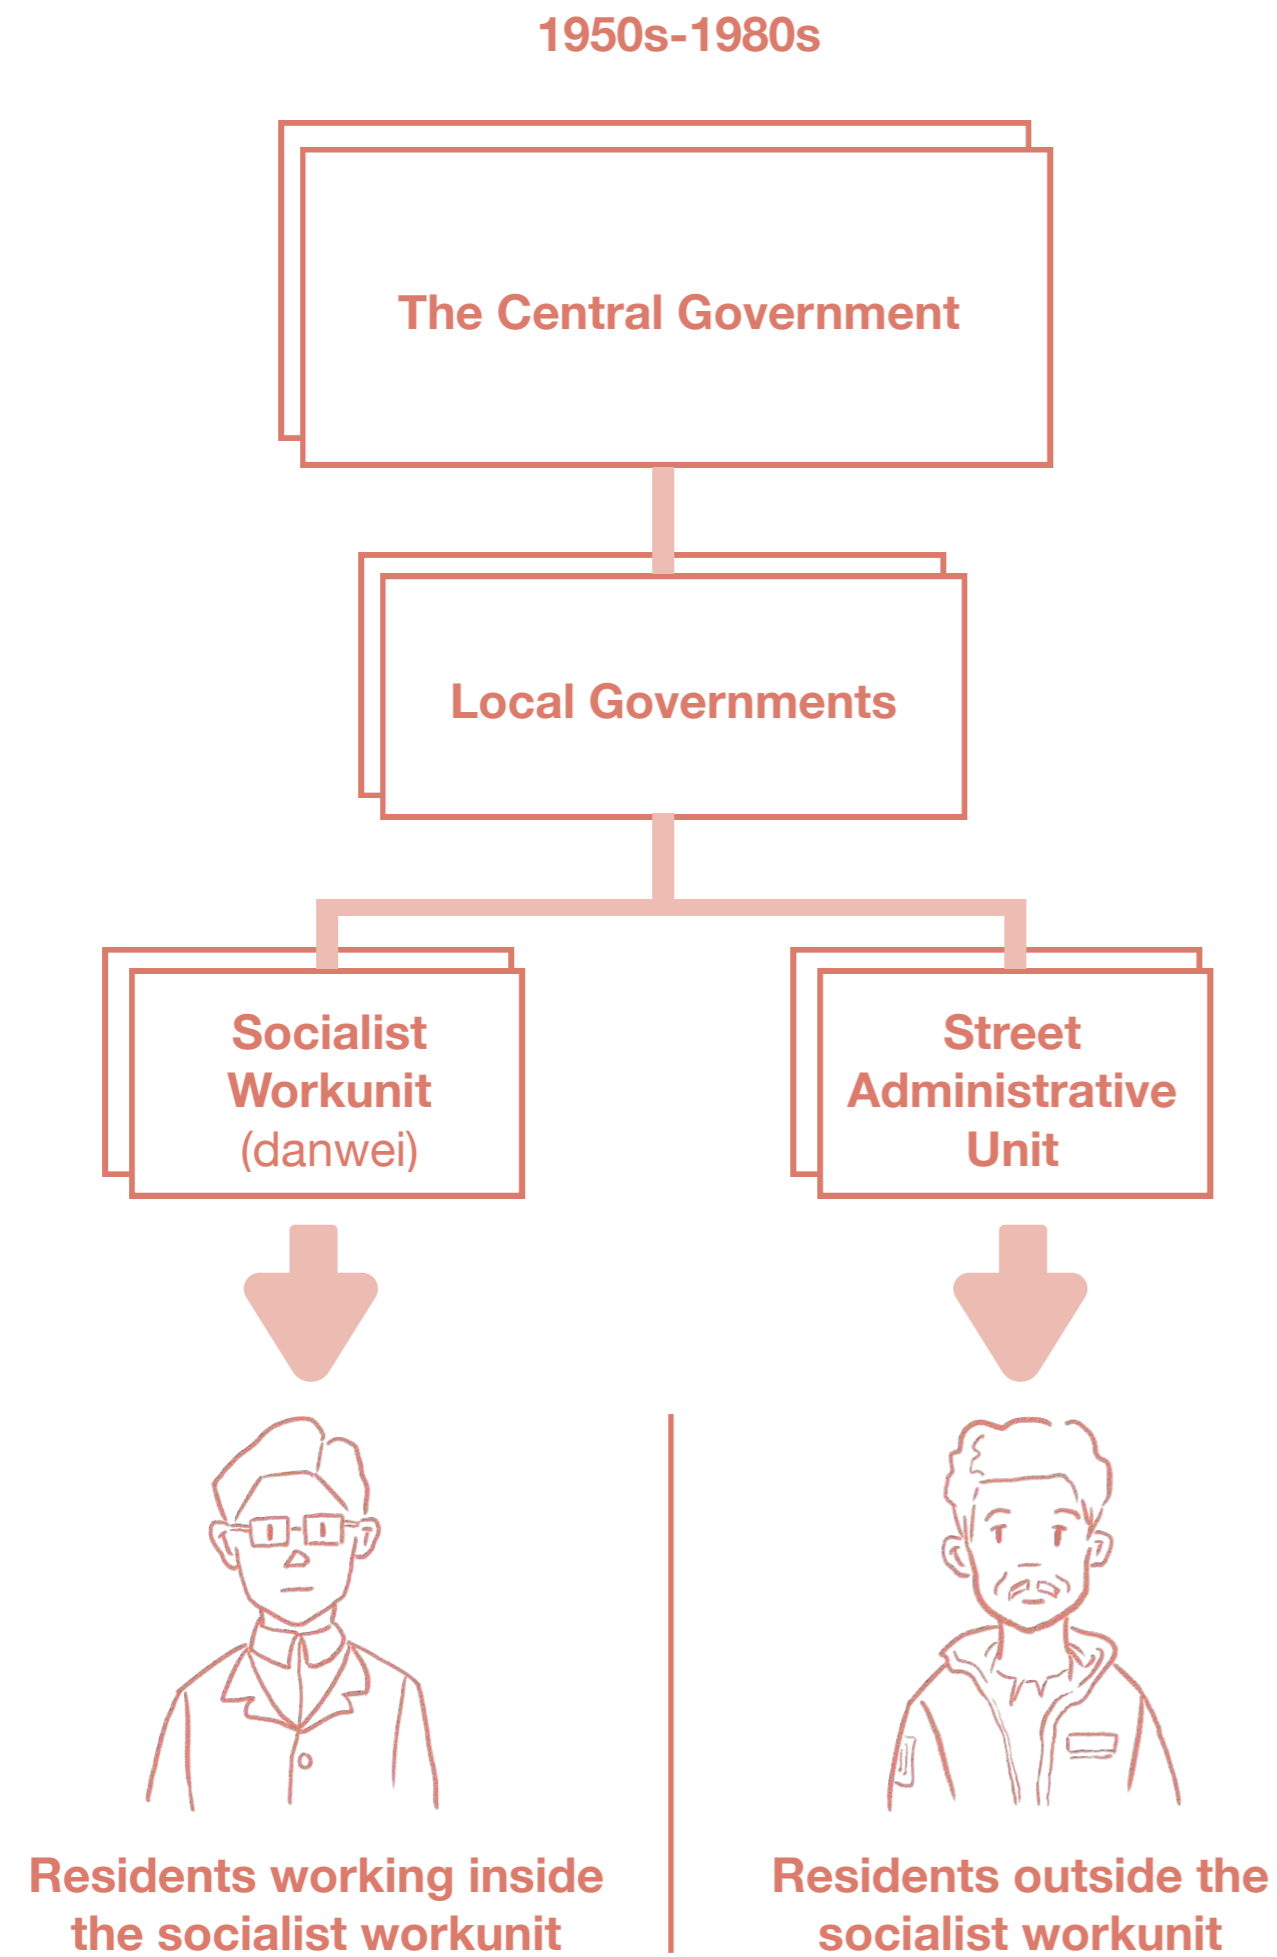 1950s-1980s
The Central Government
Local Governments
Socialist
Workunit
(danwei)
Street
Administrative
Unit
Residents working inside
the socialist workunit
Residents outside the
socialist workunit